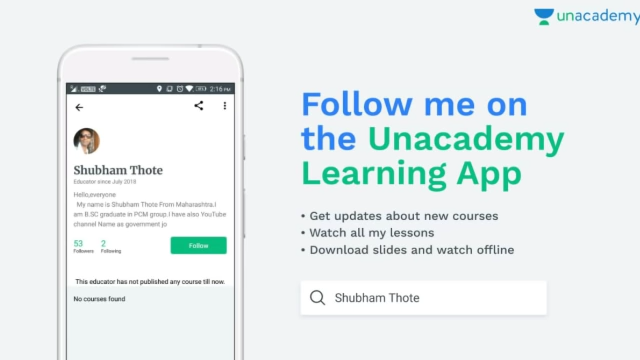 unacademy
2:16 PM
Shubham Thote
Educator since July 2018
Hello,everyone
My name is Shubham Thote From Maharashtra.I
am B.SC graduate in PCM group.I have also YouTube
channel Name as government jo
53
Followers
2
Following
Follow
This educator has not published any course till now.
No courses found
Follow me on
the Unacademy
Learning App
• Get updates about new courses
• Watch all my lessons
• Download slides and watch offline
Shubham Thote